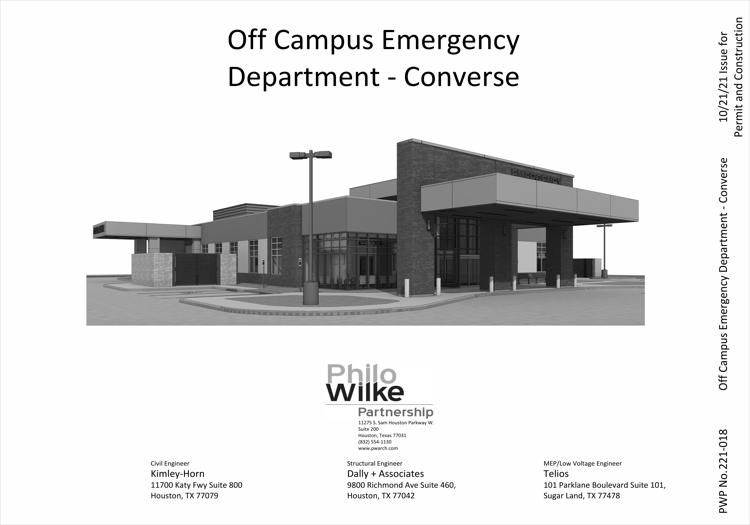 Off Campus Emergency
Department - Converse
EMERGENCY
Philo
Wilke
Partnership
11275 S. Sam Houston Parkway W.
Suite 200
Houston, Texas 77031
(832) 554-1130
www.pwarch.com
Civil Engineer
Kimley-Horn
11700 Katy Fwy Suite 800
Houston, TX 77079
Structural Engineer
Dally + Associates
9800 Richmond Ave Suite 460,
Houston, TX 77042
MEP/Low Voltage Engineer
Telios
101 Parklane Boulevard Suite 101,
Sugar Land, TX 77478
10/21/21 Issue for
Permit and Construction
Off Campus Emergency Department - Converse
PWP No.221-018